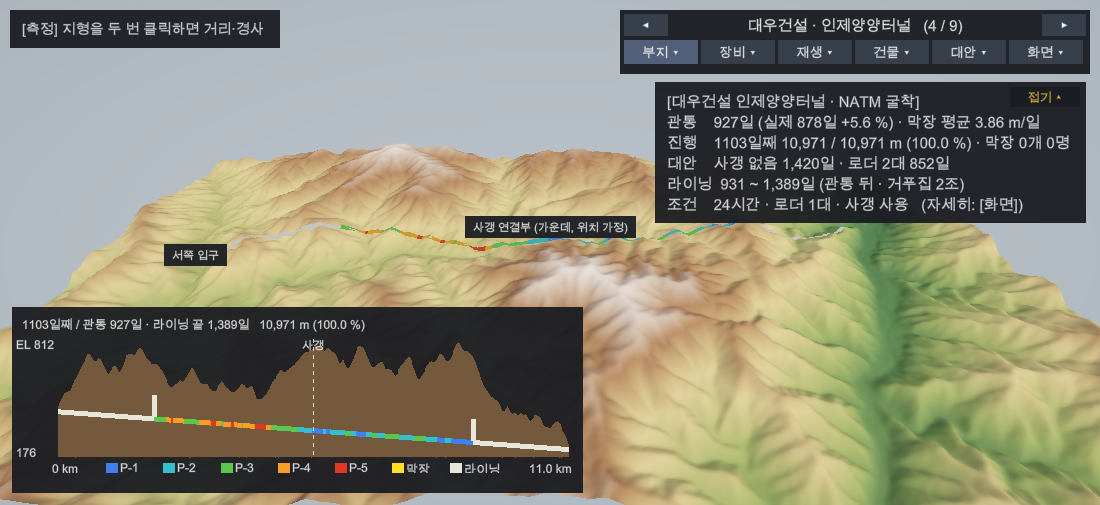 [측정] 지형을 두 번 클릭하면 거리·경사
◂ 대우건설 · 인제양양터널 (4 / 9) ▸
부지 ▾ 장비 ▾ 재생 ▾ 건물 ▾ 대안 ▾ 화면 ▾
[대우건설 인제양양터널 · NATM 굴착] 접기 ▴
관통 927일 (실제 878일 +5.6 %) · 막장 평균 3.86 m/일
진행 1103일째 10,971 / 10,971 m (100.0 %) · 막장 0개 0명
대안 사갱 없음 1,420일 · 로더 2대 852일
라이닝 931 ~ 1,389일 (관통 뒤 · 거푸집 2조)
조건 24시간 · 로더 1대 · 사갱 사용 (자세히: [화면])
사갱 연결부 (가운데, 위치 가정)
서쪽 입구
1103일째 / 관통 927일 · 라이닝 끝 1,389일 10,971 m (100.0 %)
EL 812
사갱
176
0 km P-1 P-2 P-3 P-4 P-5 막장 라이닝 11.0 km